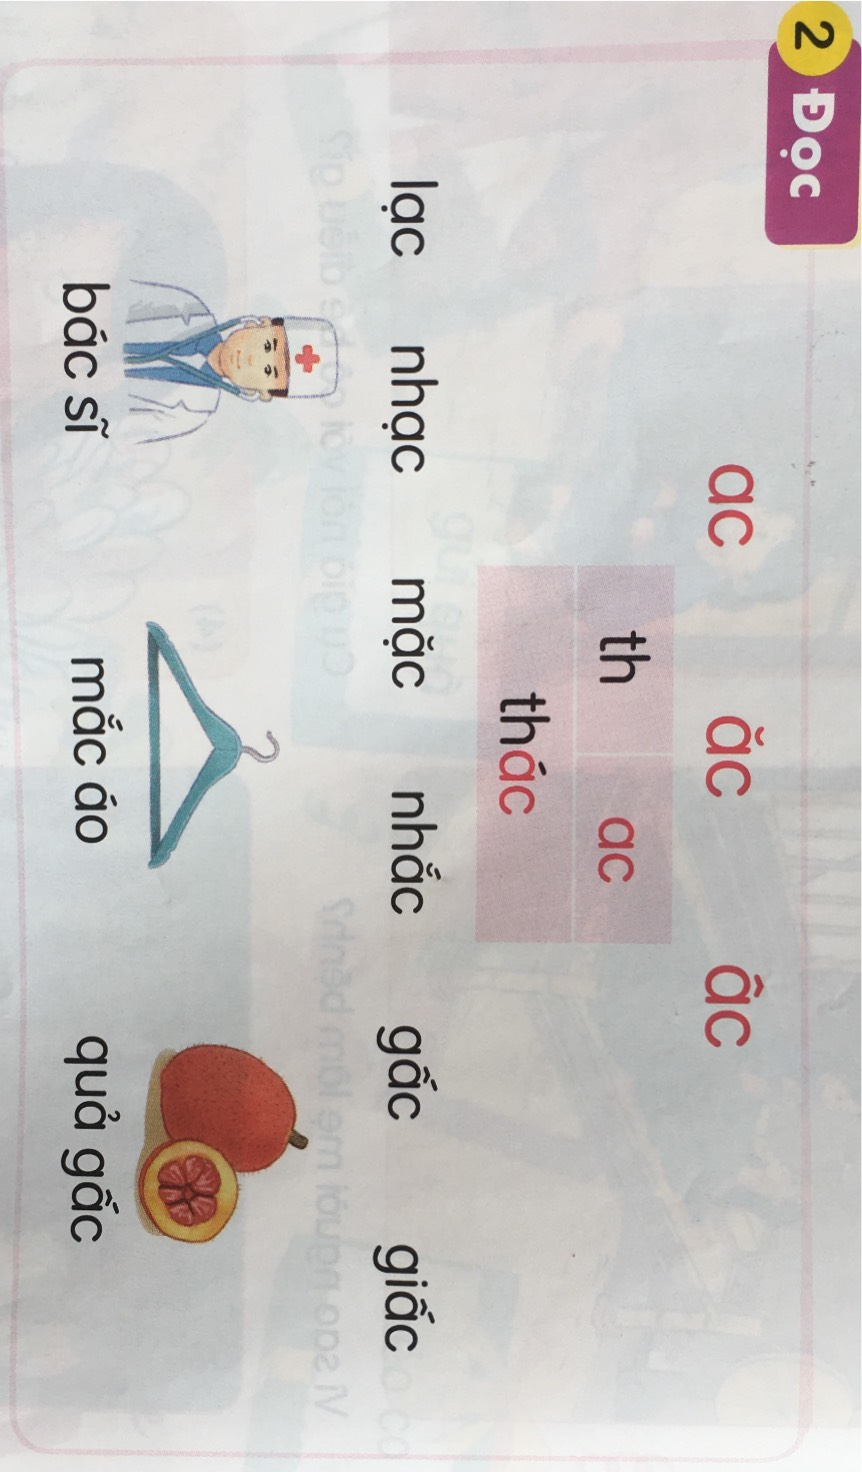 2 Đọc
ac ăc âc
th ac
thác
lạc nhạc mặc nhắc gấc giấc
bác sĩ mắc áo quả gấc